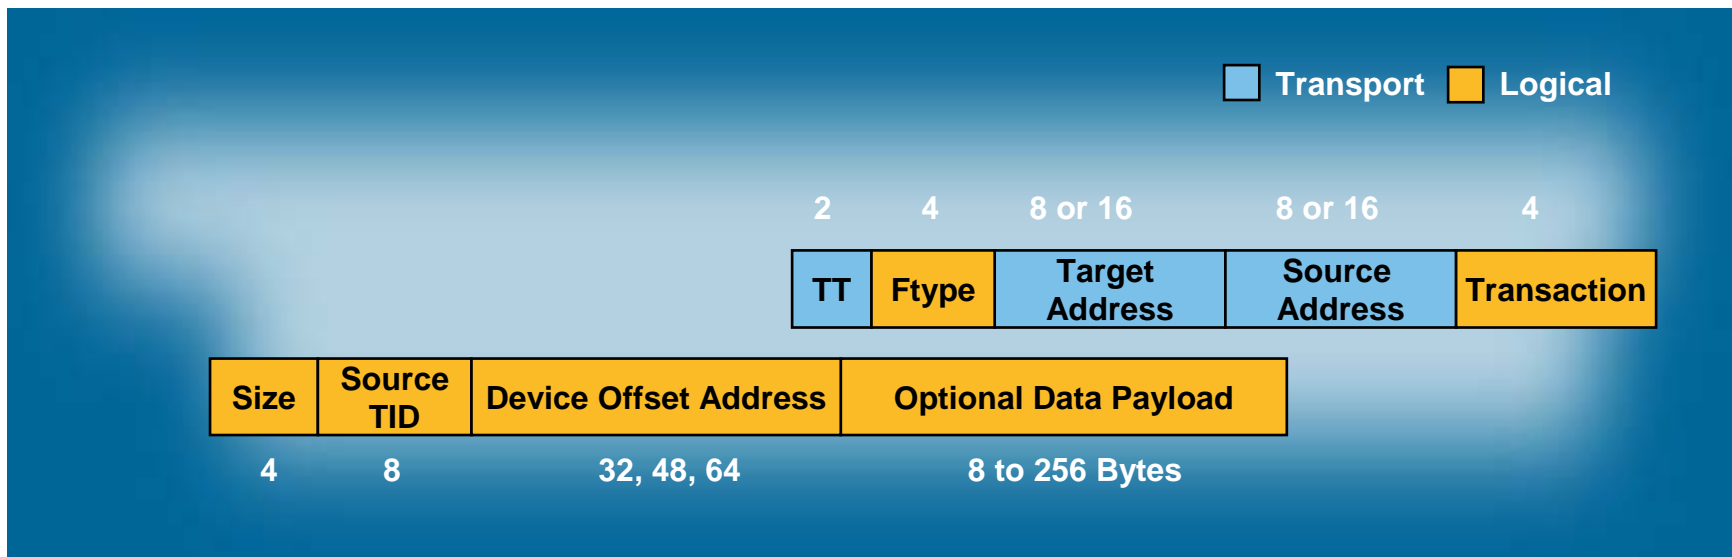 Transport Logical
2 4 8 or 16 8 or 16 4
TT Ftype Target Address Source Address Transaction
Size Source TID Device Offset Address Optional Data Payload
4 8 32, 48, 64 8 to 256 Bytes